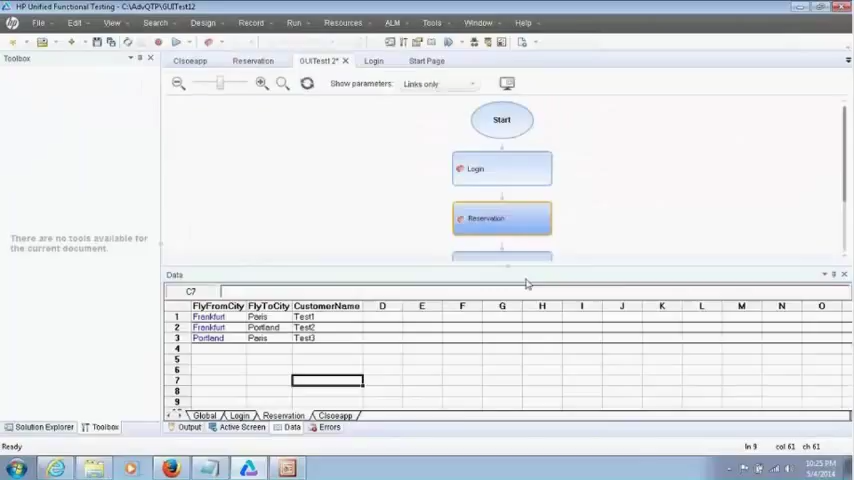 HP Unified Functional Testing - C:\AdvQTP\GUITest12
File Edit View Search Design Record Run Resources ALM Tools Window Help
Toolbox
Clsoeapp Reservation GUITest1 2* Login Start Page
Show parameters: Links only
Start
Login
Reservation
There are no tools available for
the current document.
Data
C7
FlyFromCity FlyToCity CustomerName D E F G H I J K L M N O
1 Frankfurt Paris Test1
2 Frankfurt Portland Test2
3 Portland Paris Test3
4
5
6
7
8
9
Global Login Reservation Clsoeapp
Solution Explorer Toolbox Output Active Screen Data Errors
Ready ln 9 col 61 ch 61
10:25 PM
5/4/2014